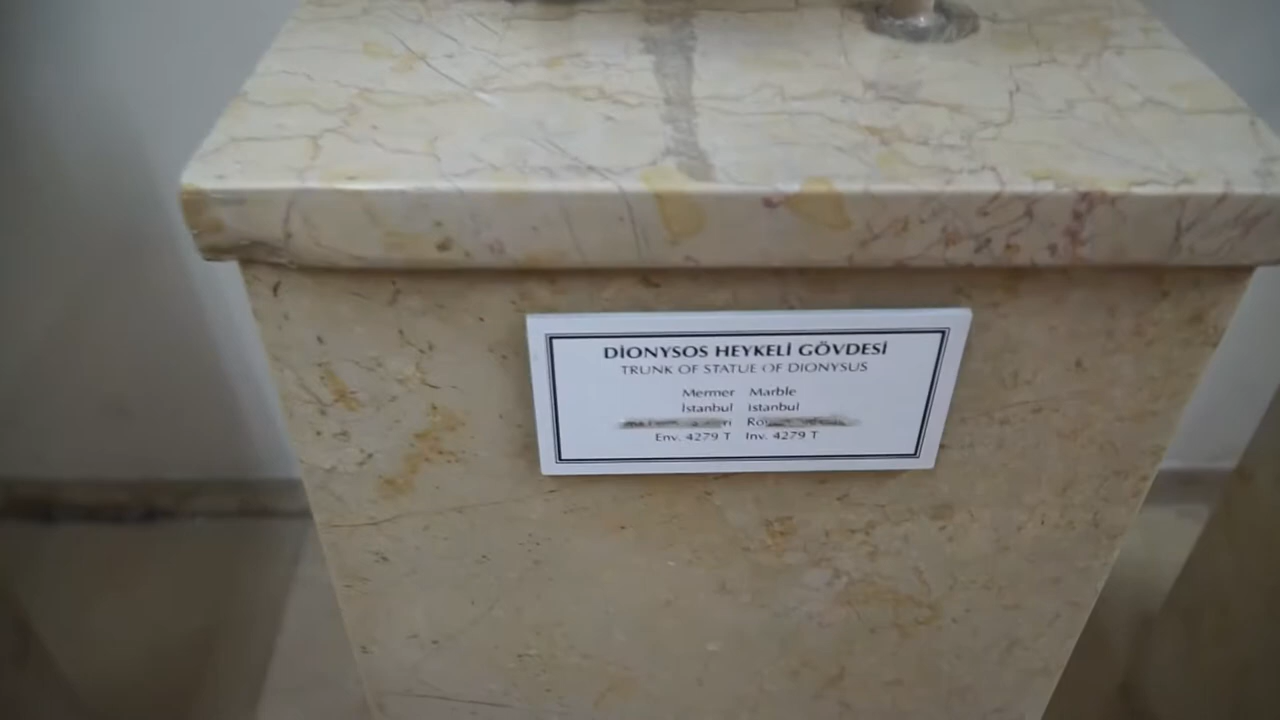 DİONYSOS HEYKELİ GÖVDESİ
TRUNK OF STATUE OF DIONYSUS
Mermer Marble
İstanbul Istanbul
Env. 4279 T Inv. 4279 T